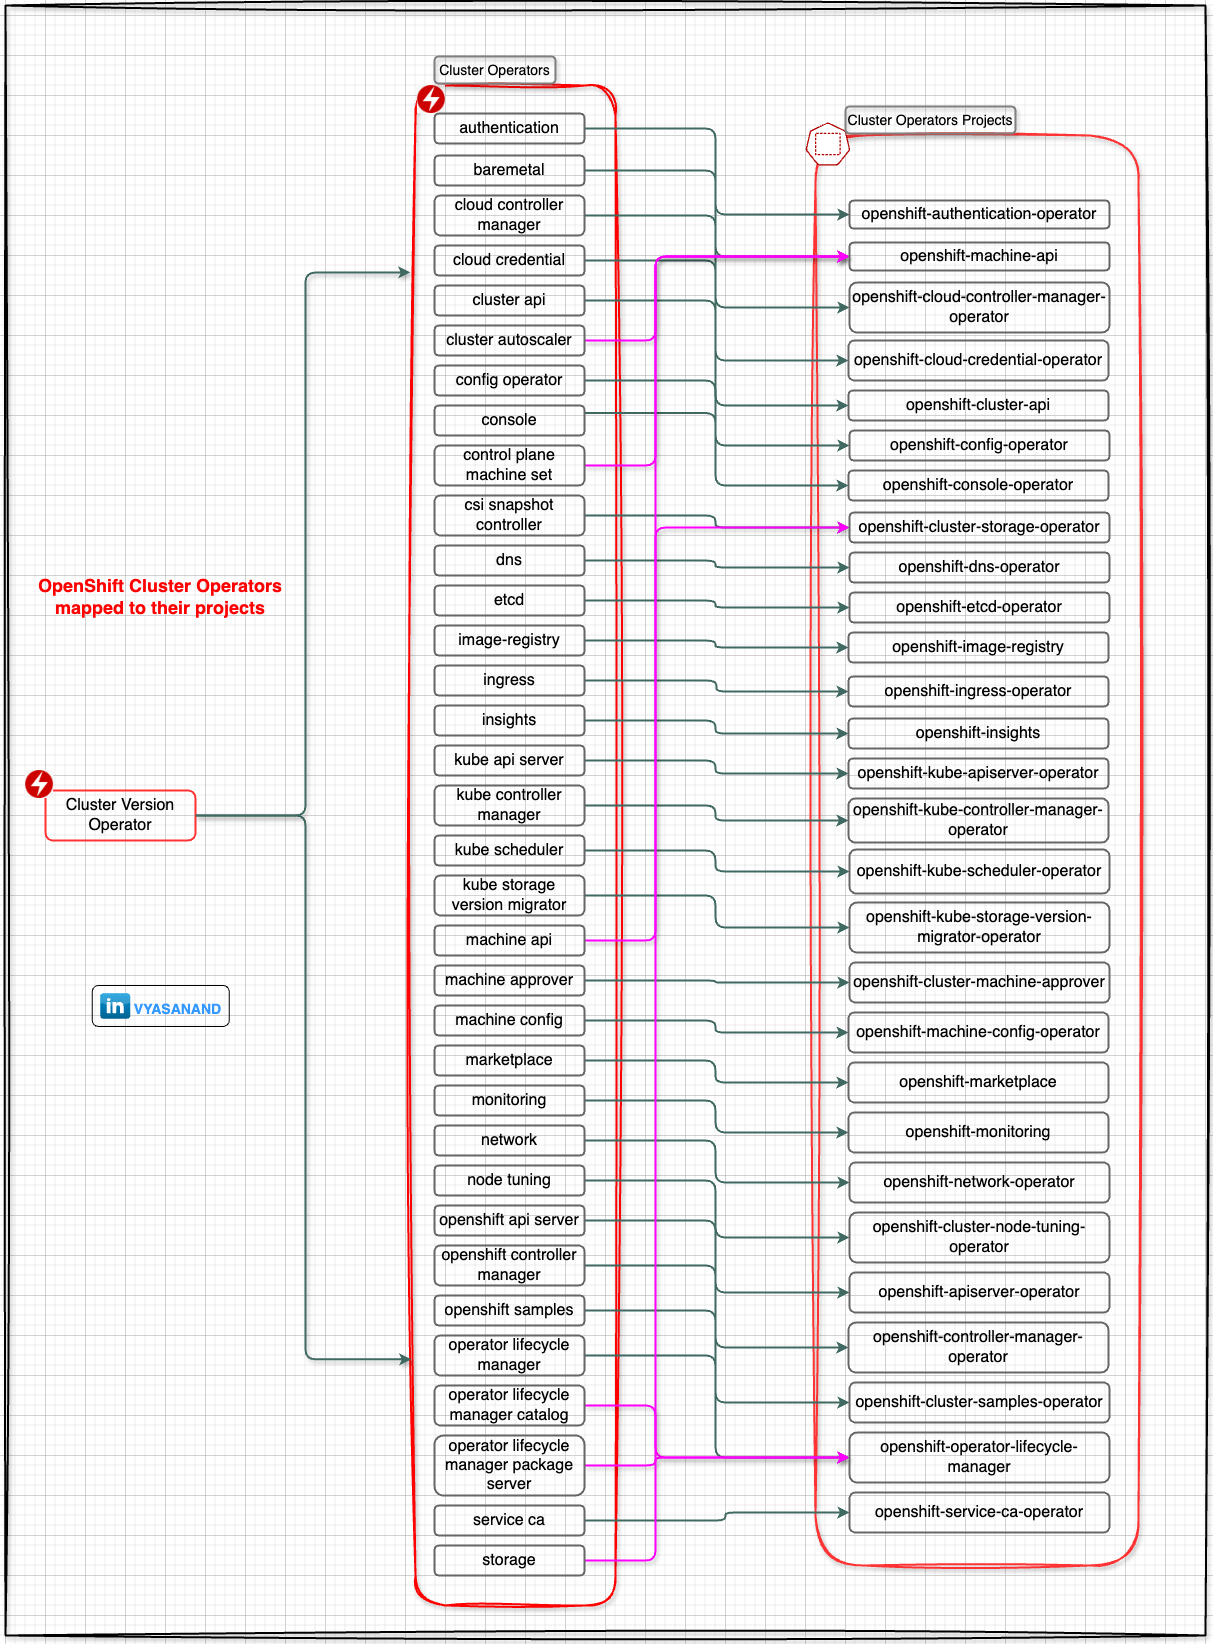 Cluster Operators
authentication
baremetal
cloud controller
manager
cloud credential
cluster api
cluster autoscaler
config operator
console
control plane
machine set
csi snapshot
controller
dns
etcd
image-registry
ingress
insights
kube api server
kube controller
manager
kube scheduler
kube storage
version migrator
machine api
machine approver
machine config
marketplace
monitoring
network
node tuning
openshift api server
openshift controller
manager
openshift samples
operator lifecycle
manager
operator lifecycle
manager catalog
operator lifecycle
manager package
server
service ca
storage
Cluster Operators Projects
openshift-authentication-operator
openshift-machine-api
openshift-cloud-controller-manager-
operator
openshift-cloud-credential-operator
openshift-cluster-api
openshift-config-operator
openshift-console-operator
openshift-cluster-storage-operator
openshift-dns-operator
openshift-etcd-operator
openshift-image-registry
openshift-ingress-operator
openshift-insights
openshift-kube-apiserver-operator
openshift-kube-controller-manager-
operator
openshift-kube-scheduler-operator
openshift-kube-storage-version-
migrator-operator
openshift-cluster-machine-approver
openshift-machine-config-operator
openshift-marketplace
openshift-monitoring
openshift-network-operator
openshift-cluster-node-tuning-
operator
openshift-apiserver-operator
openshift-controller-manager-
operator
openshift-cluster-samples-operator
openshift-operator-lifecycle-
manager
openshift-service-ca-operator
OpenShift Cluster Operators
mapped to their projects
Cluster Version
Operator
in VYASANAND